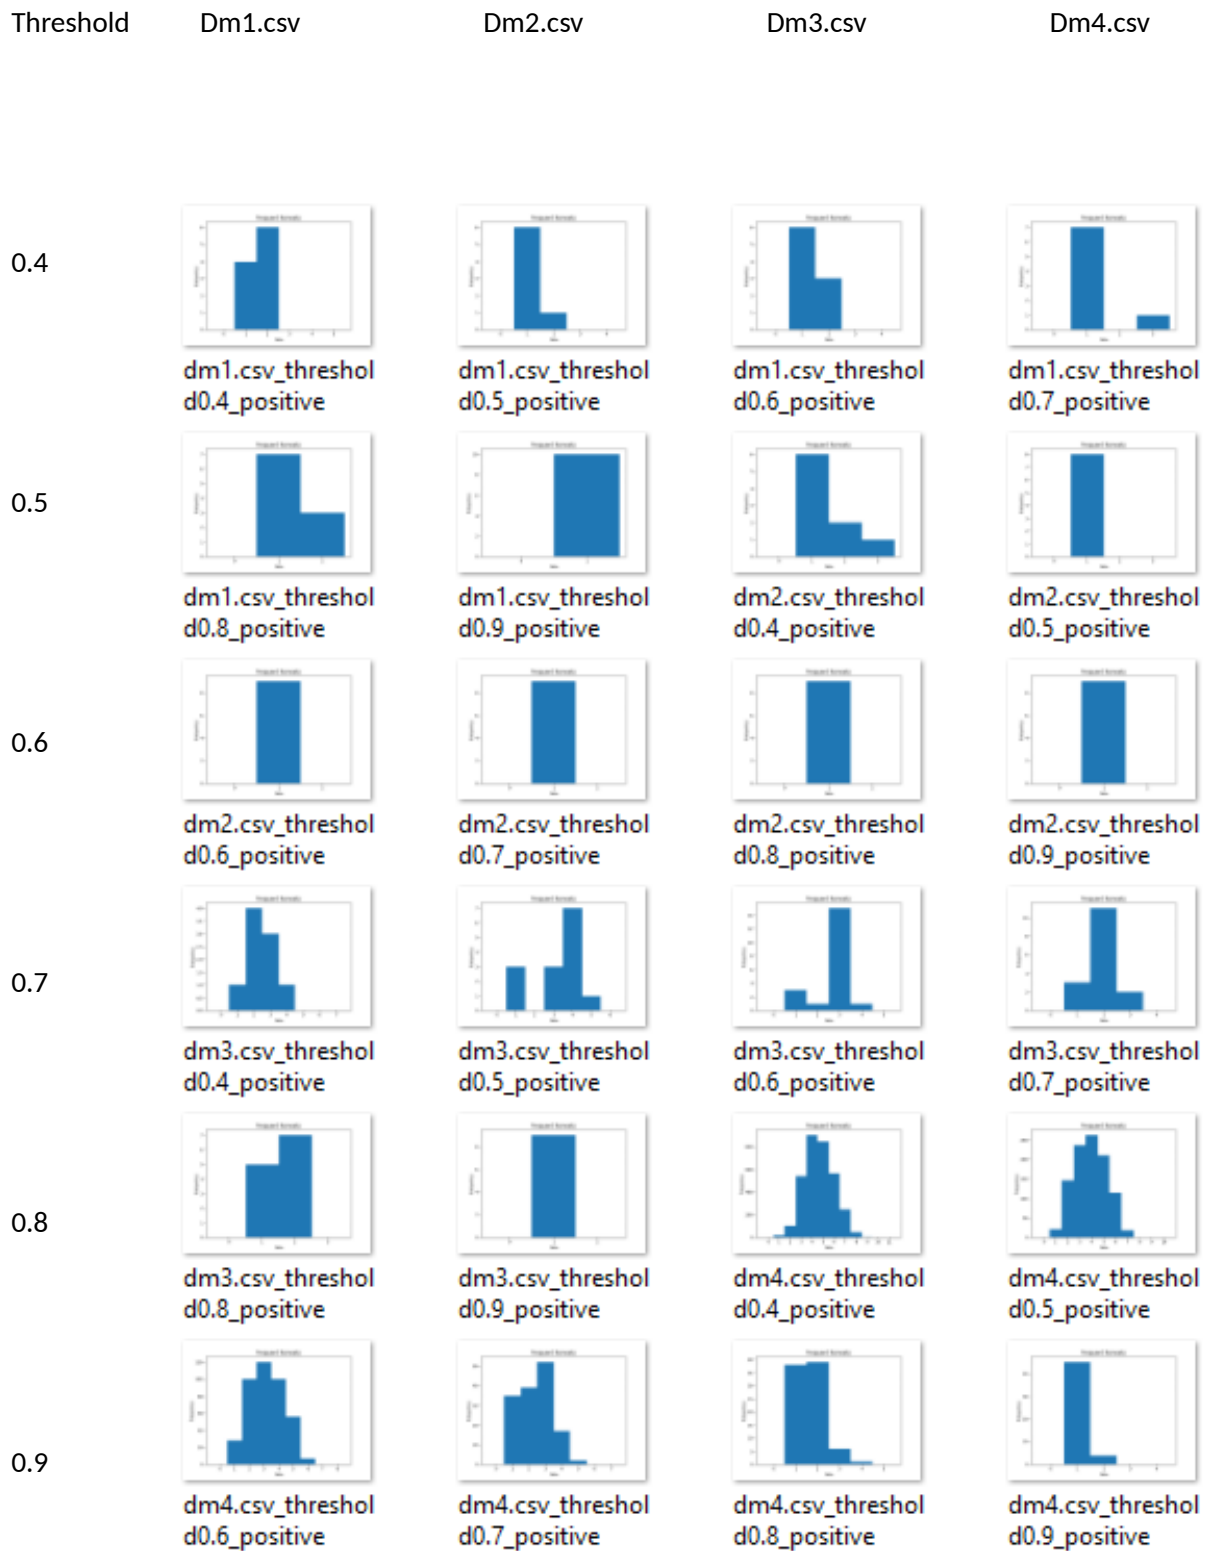 Threshold Dm1.csv Dm2.csv Dm3.csv Dm4.csv
0.4
dm1.csv_threshol dm1.csv_threshol dm1.csv_threshol dm1.csv_threshol
d0.4_positive d0.5_positive d0.6_positive d0.7_positive
0.5
dm1.csv_threshol dm1.csv_threshol dm2.csv_threshol dm2.csv_threshol
d0.8_positive d0.9_positive d0.4_positive d0.5_positive
0.6
dm2.csv_threshol dm2.csv_threshol dm2.csv_threshol dm2.csv_threshol
d0.6_positive d0.7_positive d0.8_positive d0.9_positive
0.7
dm3.csv_threshol dm3.csv_threshol dm3.csv_threshol dm3.csv_threshol
d0.4_positive d0.5_positive d0.6_positive d0.7_positive
0.8
dm3.csv_threshol dm3.csv_threshol dm4.csv_threshol dm4.csv_threshol
d0.8_positive d0.9_positive d0.4_positive d0.5_positive
0.9
dm4.csv_threshol dm4.csv_threshol dm4.csv_threshol dm4.csv_threshol
d0.6_positive d0.7_positive d0.8_positive d0.9_positive